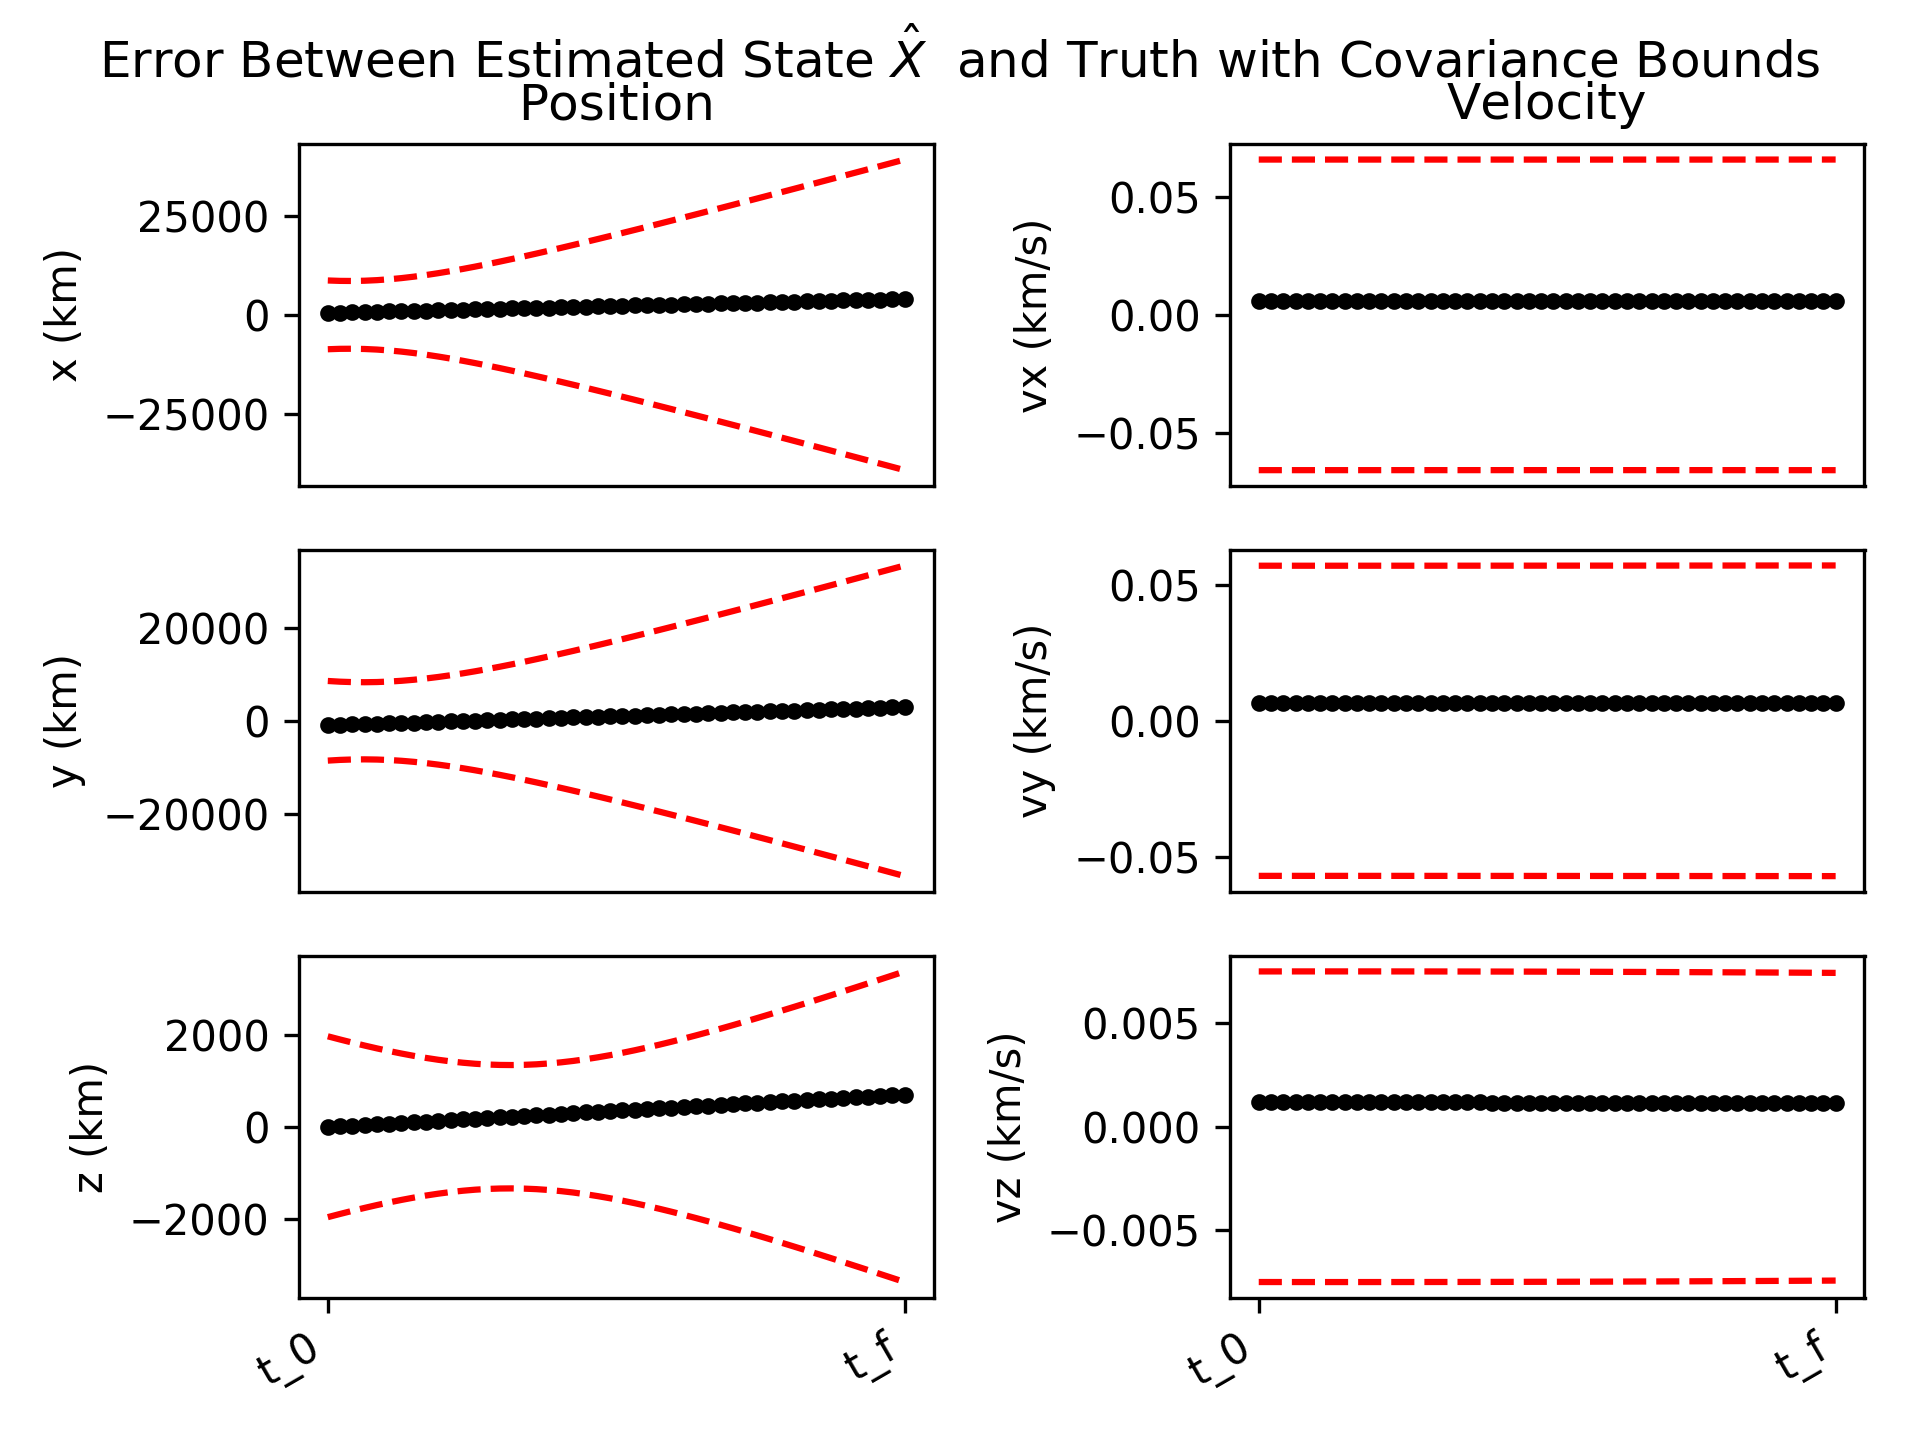 Error Between Estimated State X̂ and Truth with Covariance Bounds
Position
Velocity
x (km)
25000
0
−25000
vx (km/s)
0.05
0.00
−0.05
y (km)
20000
0
−20000
vy (km/s)
0.05
0.00
−0.05
z (km)
2000
0
−2000
vz (km/s)
0.005
0.000
−0.005
t_0
t_f
t_0
t_f